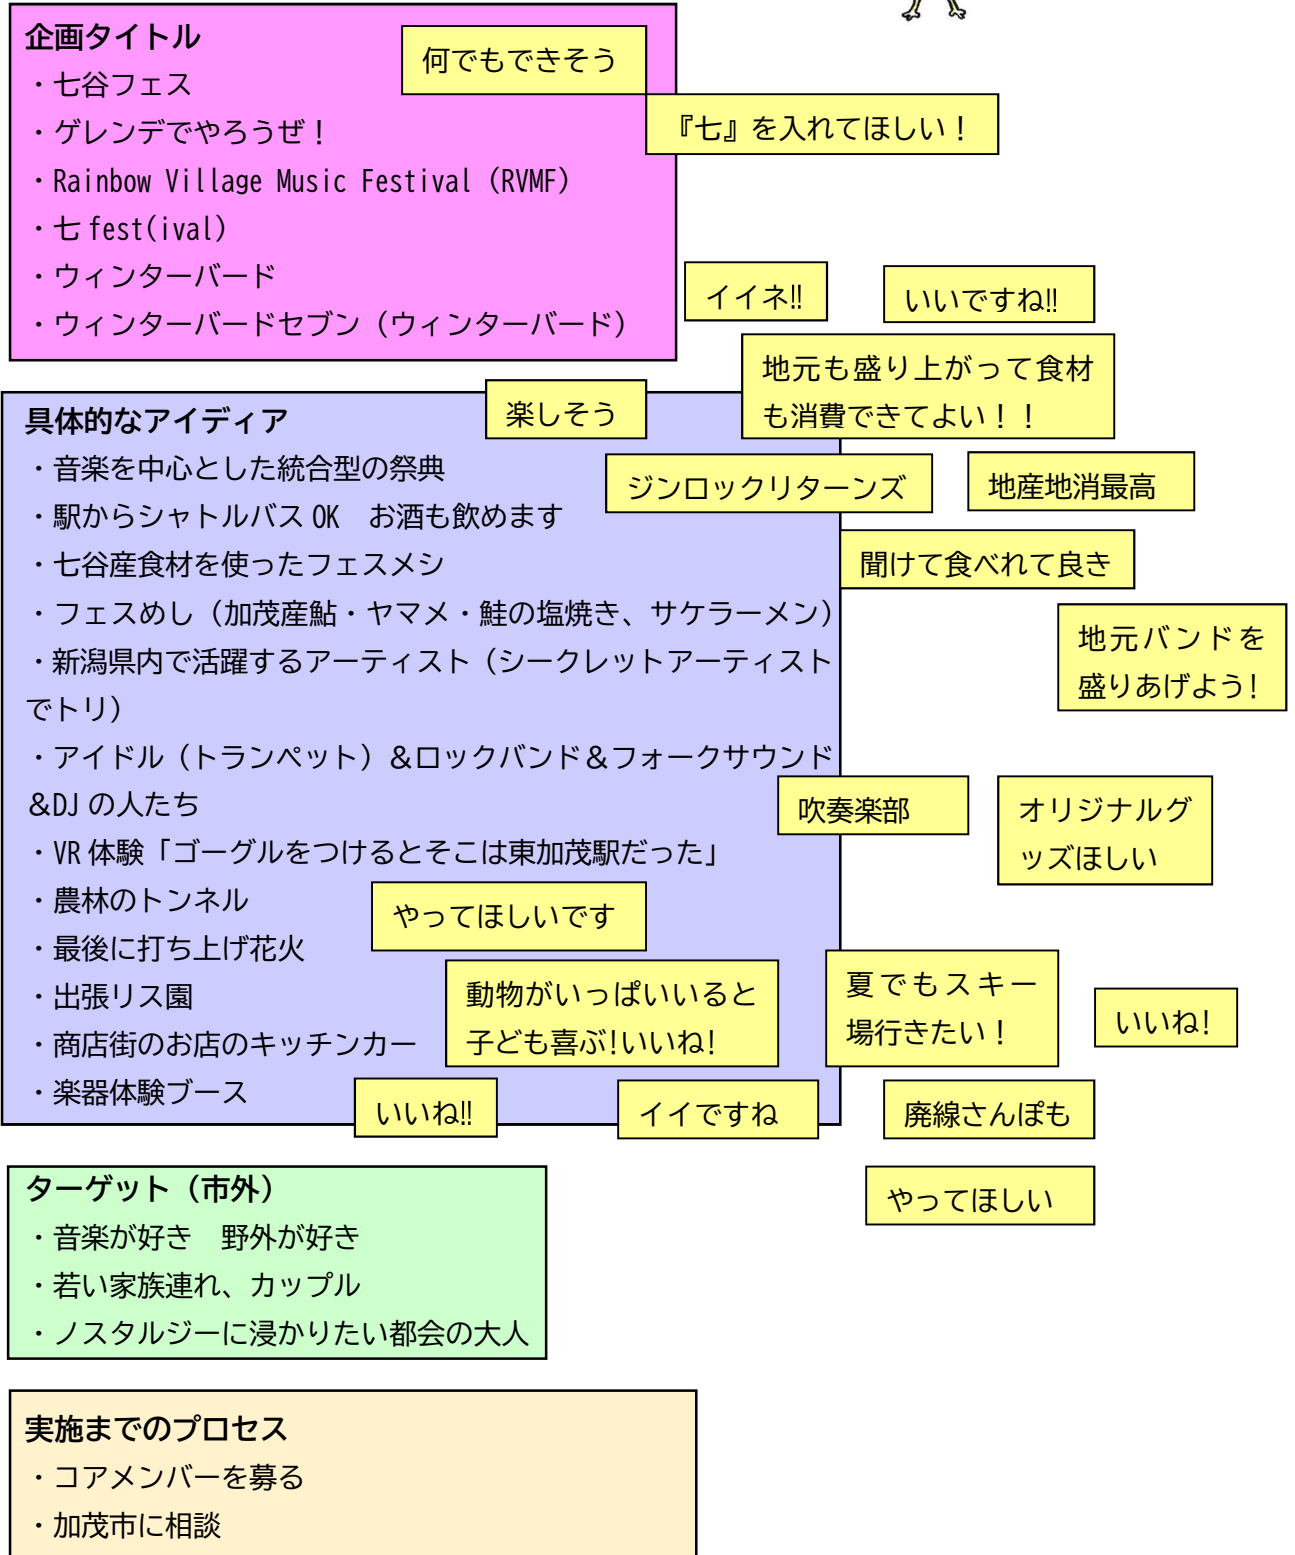 企画タイトル
・七谷フェス
・ゲレンデでやろうぜ！
・Rainbow Village Music Festival (RVMF)
・七 fest(ival)
・ウィンターバード
・ウィンターバードセブン（ウィンターバード）
何でもできそう
『七』を入れてほしい！
イイネ‼
いいですね‼
地元も盛り上がって食材
も消費できてよい！！
具体的なアイディア
・音楽を中心とした統合型の祭典
・駅からシャトルバス OK　お酒も飲めます
・七谷産食材を使ったフェスメシ
・フェスめし（加茂産鮎・ヤマメ・鮭の塩焼き、サケラーメン）
・新潟県内で活躍するアーティスト（シークレットアーティスト
でトリ）
・アイドル（トランペット）＆ロックバンド＆フォークサウンド
＆DJ の人たち
・VR 体験「ゴーグルをつけるとそこは東加茂駅だった」
・農林のトンネル
・最後に打ち上げ花火
・出張リス園
・商店街のお店のキッチンカー
・楽器体験ブース
楽しそう
ジンロックリターンズ
地産地消最高
聞けて食べれて良き
地元バンドを
盛りあげよう!
吹奏楽部
オリジナルグ
ッズほしい
やってほしいです
動物がいっぱいいると
子ども喜ぶ!いいね!
夏でもスキー
場行きたい！
いいね!
いいね‼
イイですね
廃線さんぽも
やってほしい
ターゲット（市外）
・音楽が好き　野外が好き
・若い家族連れ、カップル
・ノスタルジーに浸かりたい都会の大人
実施までのプロセス
・コアメンバーを募る
・加茂市に相談